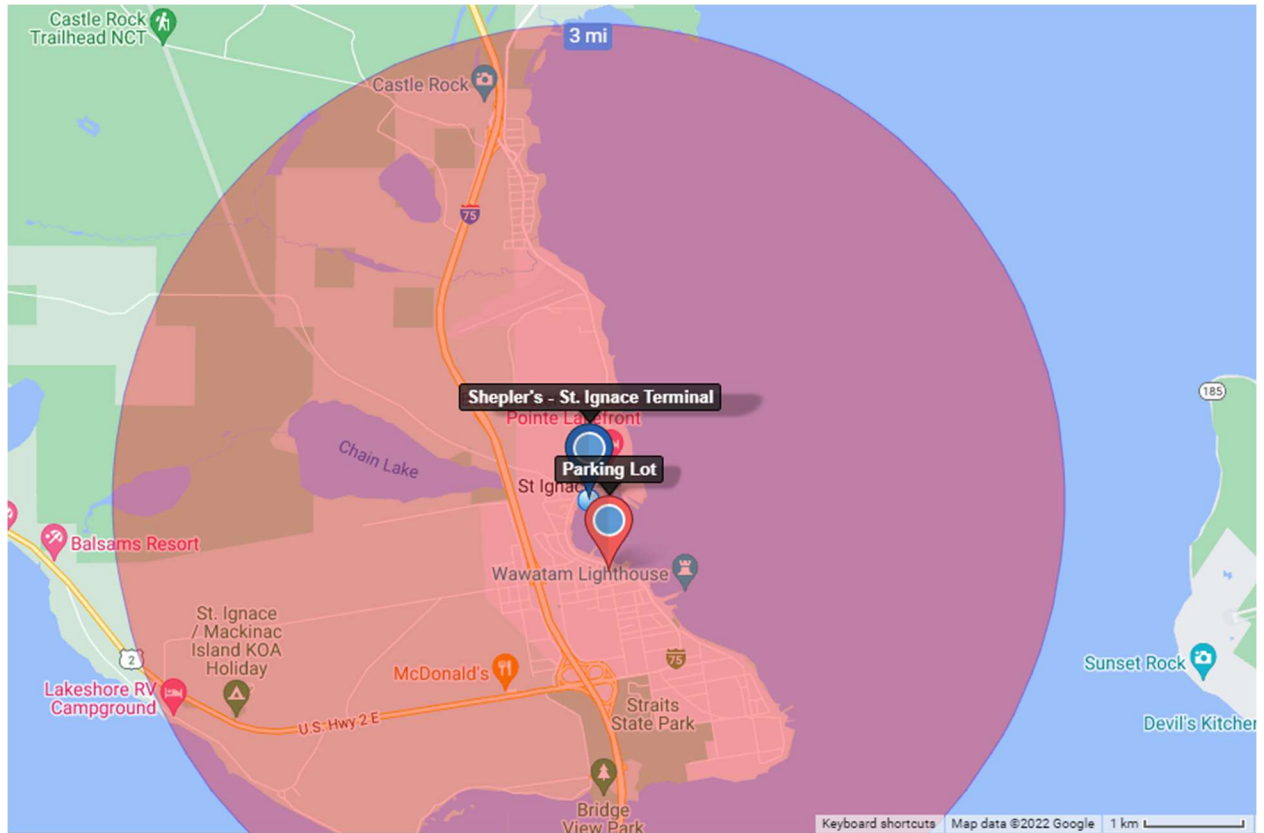 Castle Rock
Trailhead NCT
3 mi
Castle Rock
75
Shepler's - St. Ignace Terminal
185
Pointe Lakefront
Chain Lake
Parking Lot
St Ignac
Balsams Resort
Wawatam Lighthouse
St. Ignace
/ Mackinac
Island KOA
Holiday
2
McDonald's
75
Sunset Rock
Lakeshore RV
Campground
Straits
State Park
U.S. Hwy 2 E
Devil's Kitchen
Bridge
View Park
Keyboard shortcuts
Map data ©2022 Google
1 km